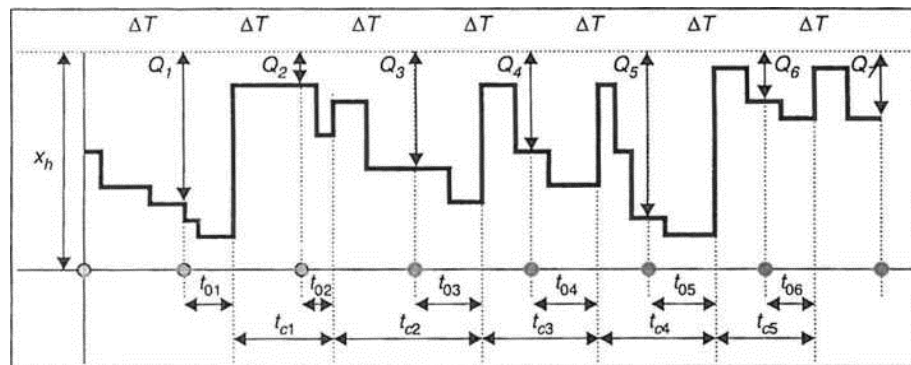 ΔT ΔT ΔT ΔT ΔT ΔT ΔT
Q1 Q2 Q3 Q4 Q5 Q6 Q7
xh
t01 t02 t03 t04 t05 t06
tc1 tc2 tc3 tc4 tc5